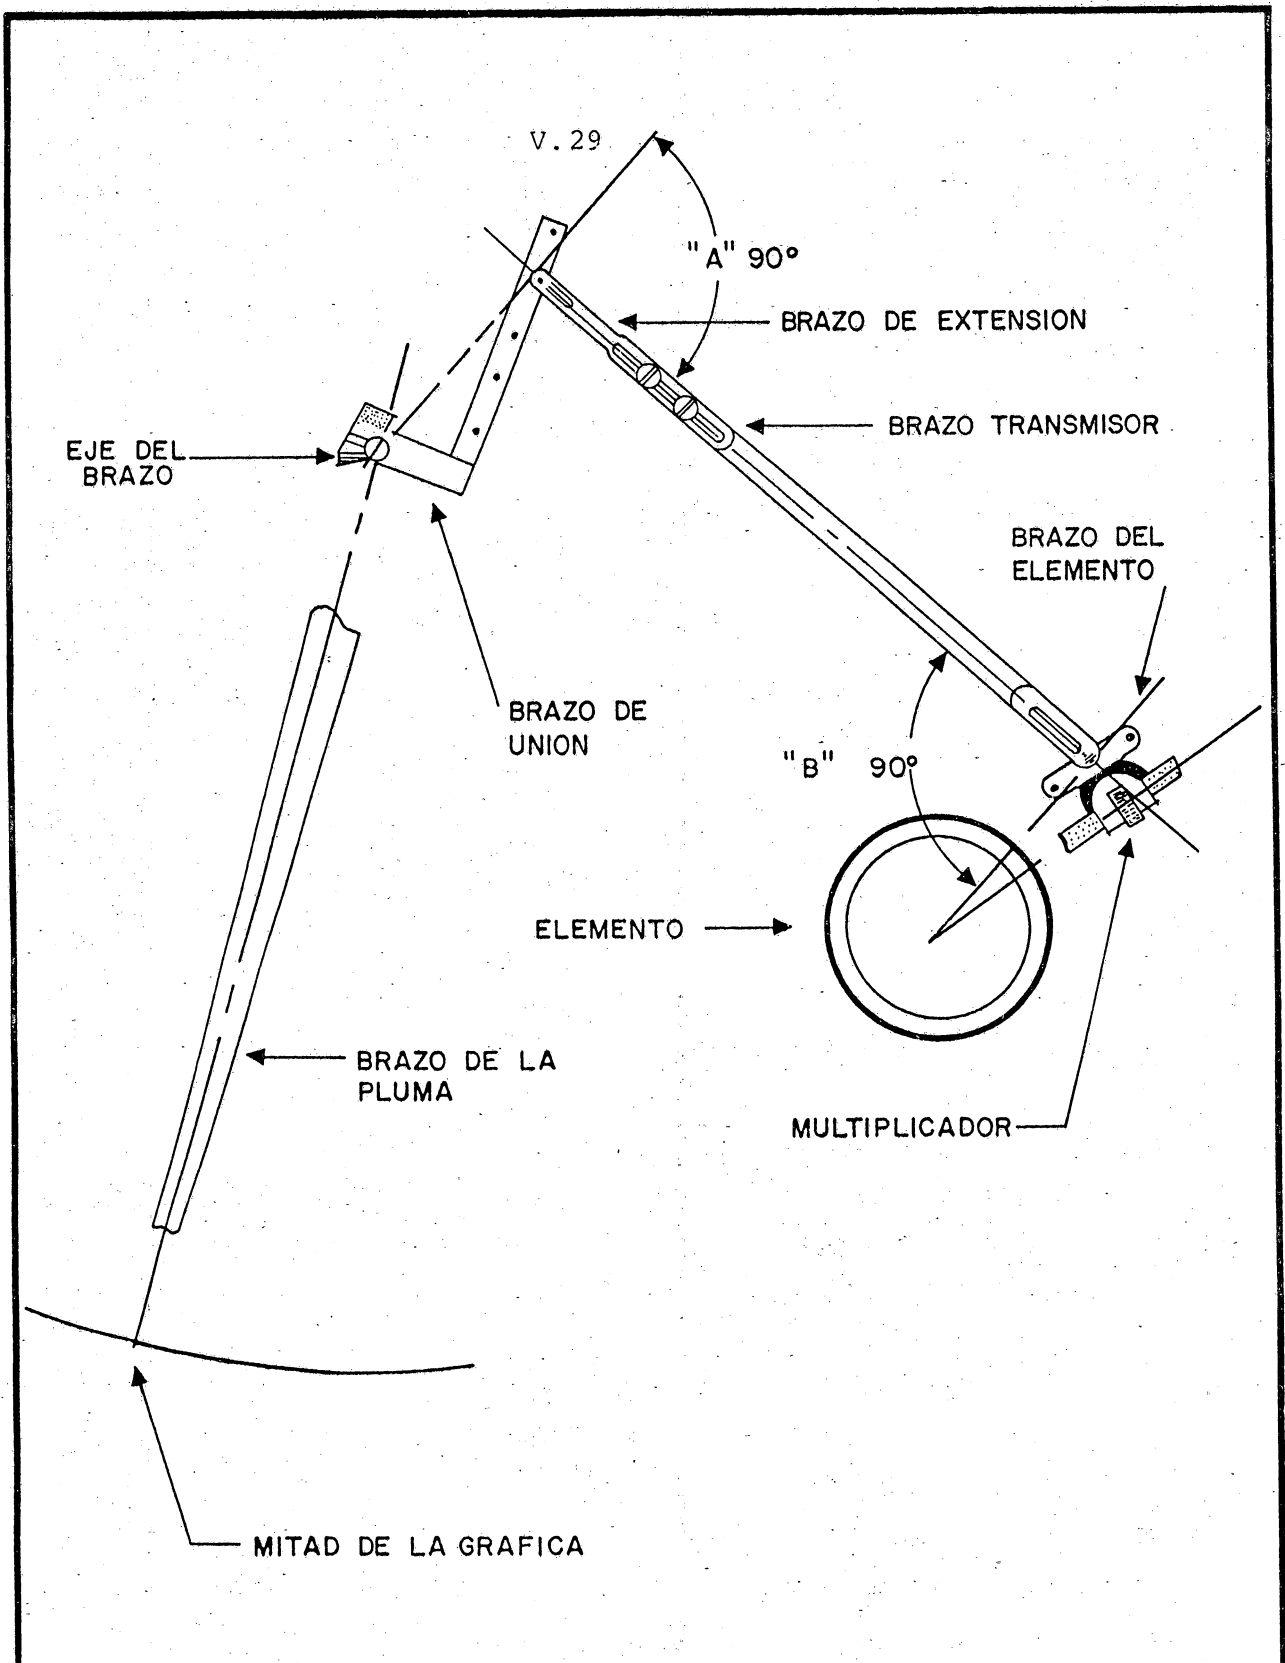 V.29
"A" 90°
BRAZO DE EXTENSION
BRAZO TRANSMISOR
EJE DEL
BRAZO
BRAZO DEL
ELEMENTO
BRAZO DE
UNION
"B" 90°
ELEMENTO
BRAZO DE LA
PLUMA
MULTIPLICADOR
MITAD DE LA GRAFICA